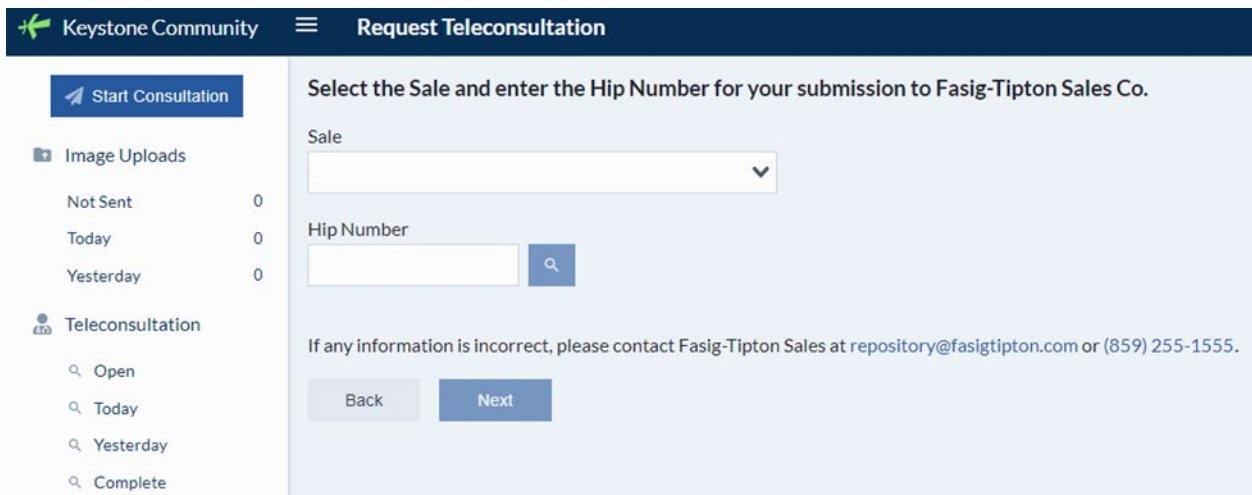 Keystone Community
Request Teleconsultation
Start Consultation
Image Uploads
Not Sent 0
Today 0
Yesterday 0
Teleconsultation
Open
Today
Yesterday
Complete
Select the Sale and enter the Hip Number for your submission to Fasig-Tipton Sales Co.
Sale
Hip Number
If any information is incorrect, please contact Fasig-Tipton Sales at repository@fasigtipton.com or (859) 255-1555.
Back Next